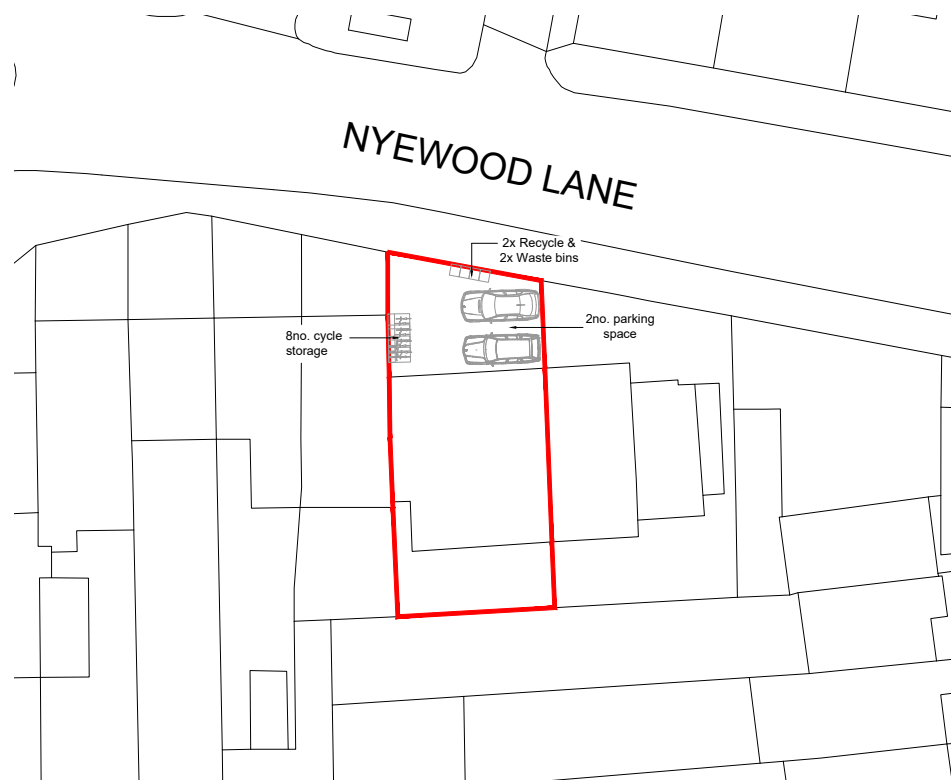 NYEWOOD LANE
2x Recycle &
2x Waste bins
2no. parking
space
8no. cycle
storage